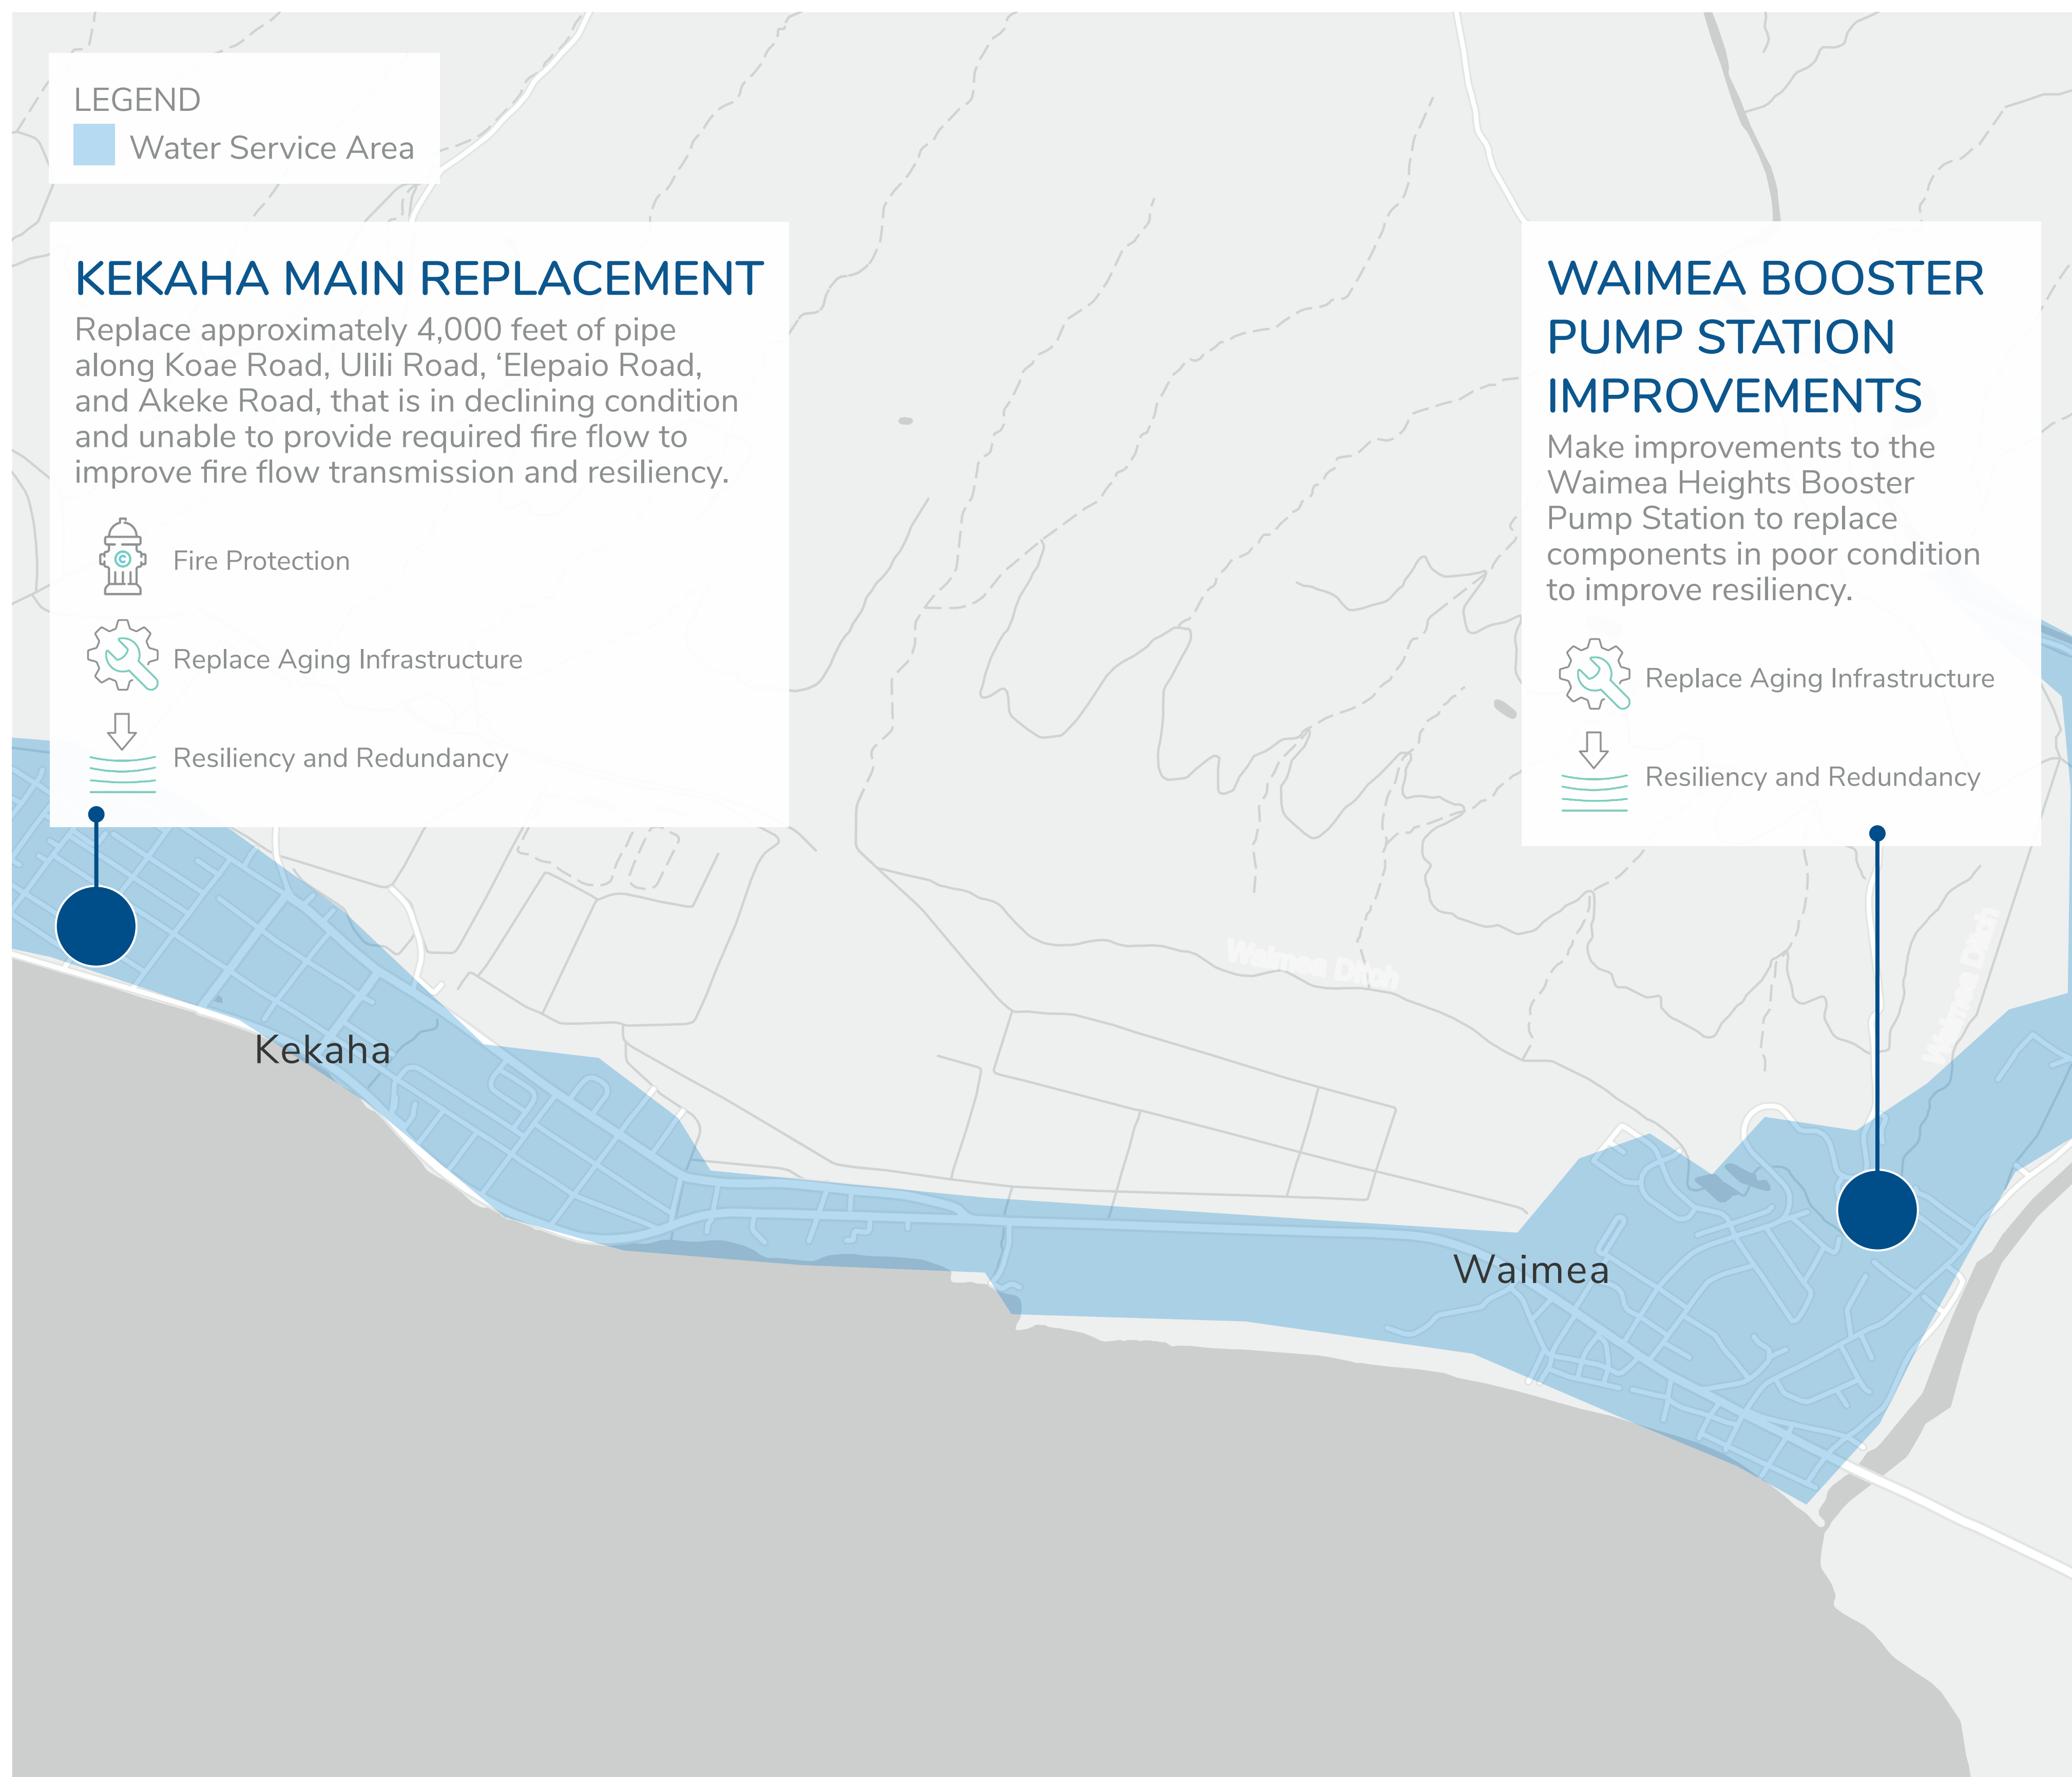 LEGEND
Water Service Area
KEKAHA MAIN REPLACEMENT
Replace approximately 4,000 feet of pipe
along Koae Road, Ulili Road, ‘Elepaio Road,
and Akeke Road, that is in declining condition
and unable to provide required fire flow to
improve fire flow transmission and resiliency.
Fire Protection
Replace Aging Infrastructure
Resiliency and Redundancy
WAIMEA BOOSTER
PUMP STATION
IMPROVEMENTS
Make improvements to the
Waimea Heights Booster
Pump Station to replace
components in poor condition
to improve resiliency.
Replace Aging Infrastructure
Resiliency and Redundancy
Waimea Ditch
Waimea Ditch
Kekaha
Waimea